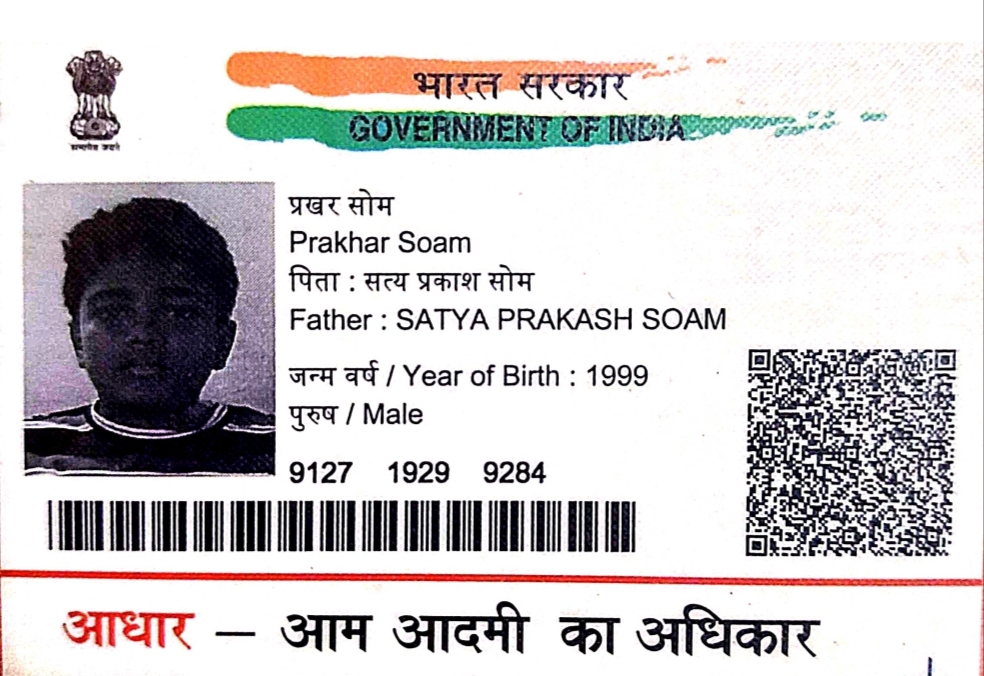 भारत सरकार
GOVERNMENT OF INDIA
सत्यमेव जयते
प्रखर सोम
Prakhar Soam
पिता : सत्य प्रकाश सोम
Father : SATYA PRAKASH SOAM
जन्म वर्ष / Year of Birth : 1999
पुरुष / Male
9127 1929 9284
आधार — आम आदमी का अधिकार